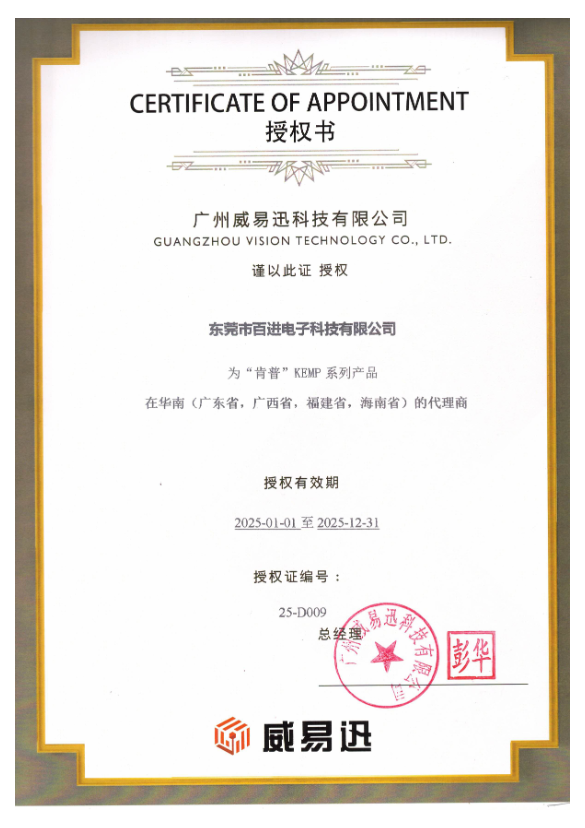 CERTIFICATE OF APPOINTMENT
授权书
广州威易迅科技有限公司
GUANGZHOU VISION TECHNOLOGY CO., LTD.
谨以此证 授权
东莞市百进电子科技有限公司
为“肯普”KEMP 系列产品
在华南（广东省，广西省，福建省，海南省）的代理商
授权有效期
2025-01-01 至 2025-12-31
授权证编号：
25-D009
总经理
广州威易迅科技有限公司
彭华
威易迅